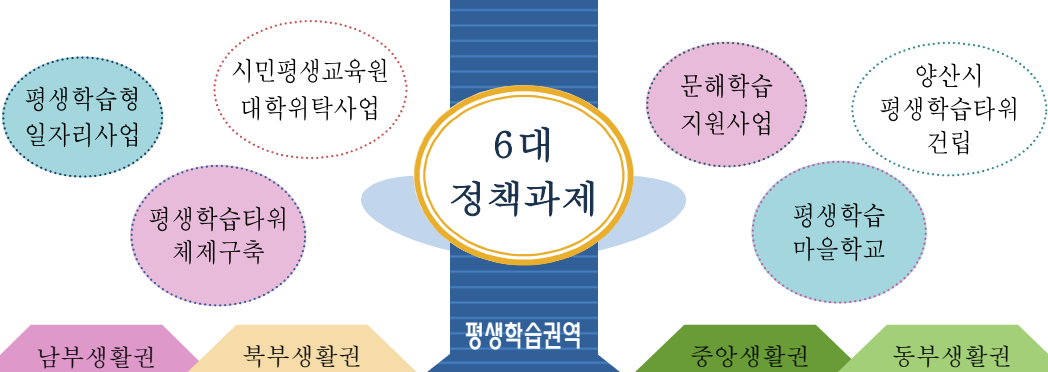 평생학습형
일자리사업
시민평생교육원
대학위탁사업
평생학습타워
체제구축
6대
정책과제
문해학습
지원사업
양산시
평생학습타워
건립
평생학습
마을학교
남부생활권
북부생활권
평생학습권역
중앙생활권
동부생활권